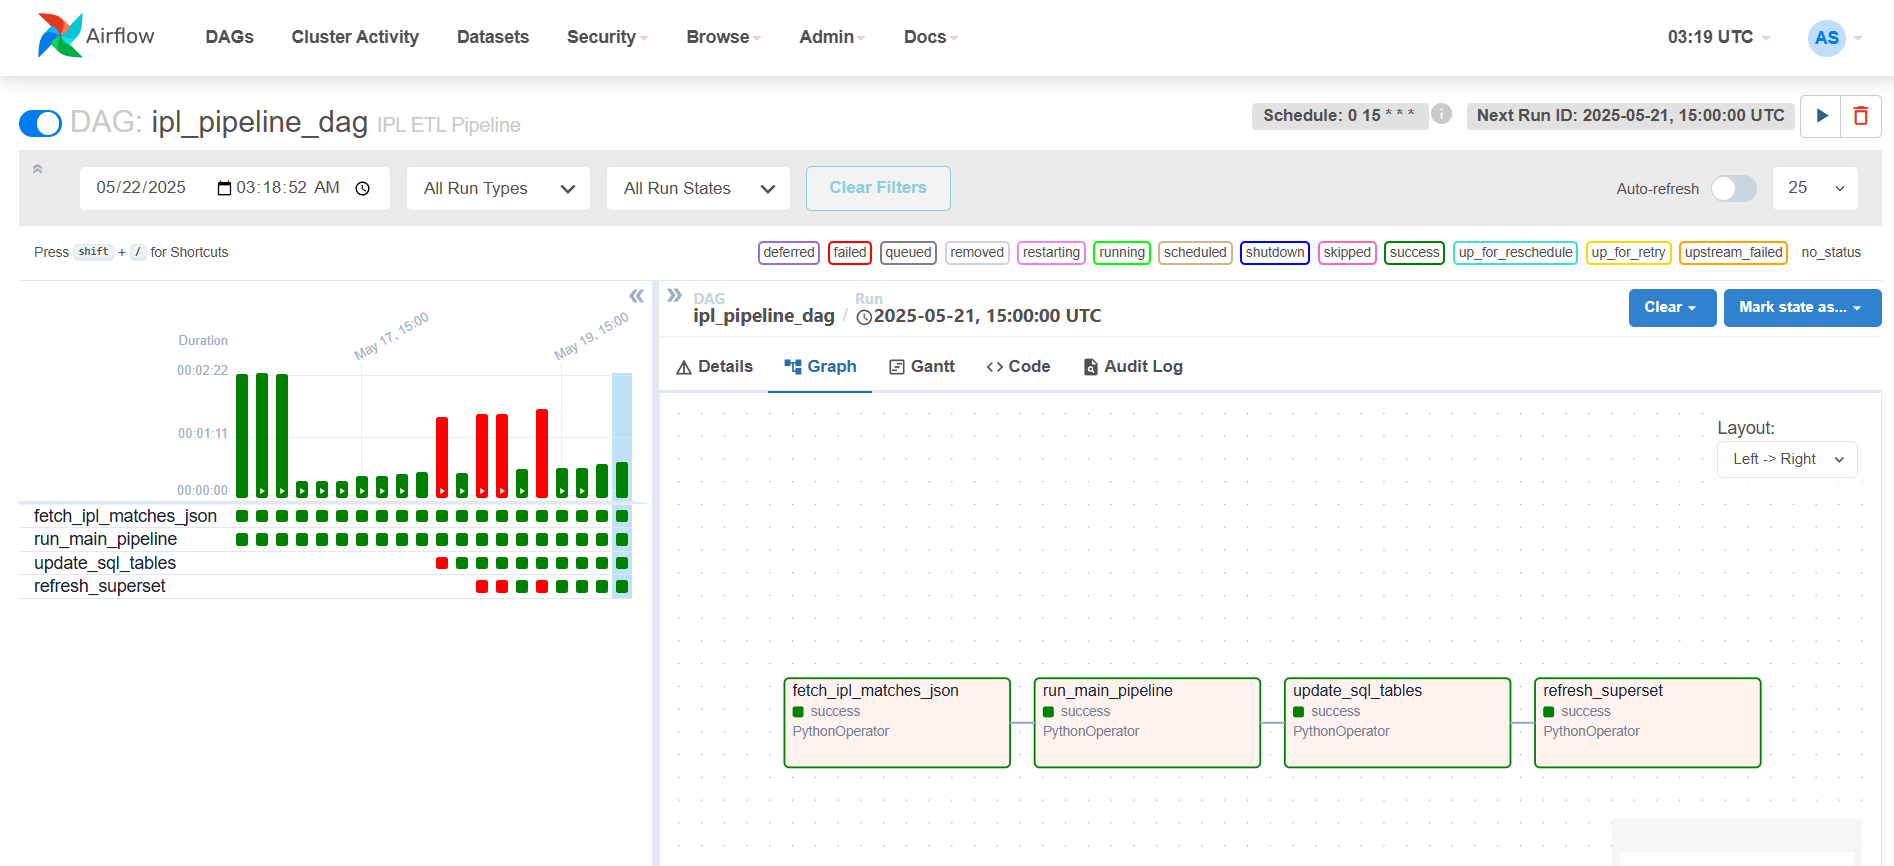 Airflow DAGs Cluster Activity Datasets Security Browse Admin Docs 03:19 UTC AS
DAG: ipl_pipeline_dag IPL ETL Pipeline Schedule: 0 15 * * * i Next Run ID: 2025-05-21, 15:00:00 UTC
05/22/2025 03:18:52 AM All Run Types All Run States Clear Filters Auto-refresh 25
Press shift + / for Shortcuts deferred failed queued removed restarting running scheduled shutdown skipped success up_for_reschedule up_for_retry upstream_failed no_status
Duration
00:02:22
00:01:11
00:00:00
May 17, 15:00
May 19, 15:00
fetch_ipl_matches_json
run_main_pipeline
update_sql_tables
refresh_superset
DAG
ipl_pipeline_dag
/
Run
2025-05-21, 15:00:00 UTC
Clear
Mark state as...
Details Graph Gantt Code Audit Log
Layout:
Left -> Right
fetch_ipl_matches_json
success
PythonOperator
run_main_pipeline
success
PythonOperator
update_sql_tables
success
PythonOperator
refresh_superset
success
PythonOperator